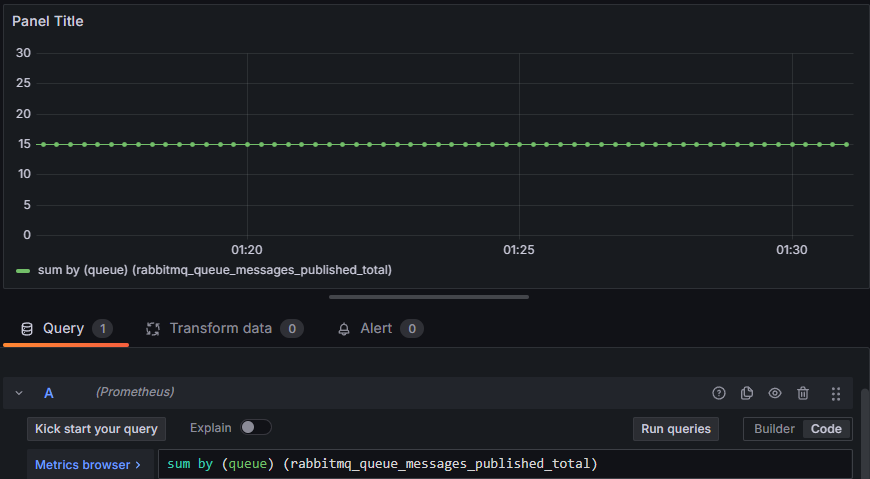 Panel Title
30
25
20
15
10
5
0
01:20 01:25 01:30
sum by (queue) (rabbitmq_queue_messages_published_total)
Query 1 Transform data 0 Alert 0
A (Prometheus)
Kick start your query Explain Run queries Builder Code
Metrics browser > sum by (queue) (rabbitmq_queue_messages_published_total)